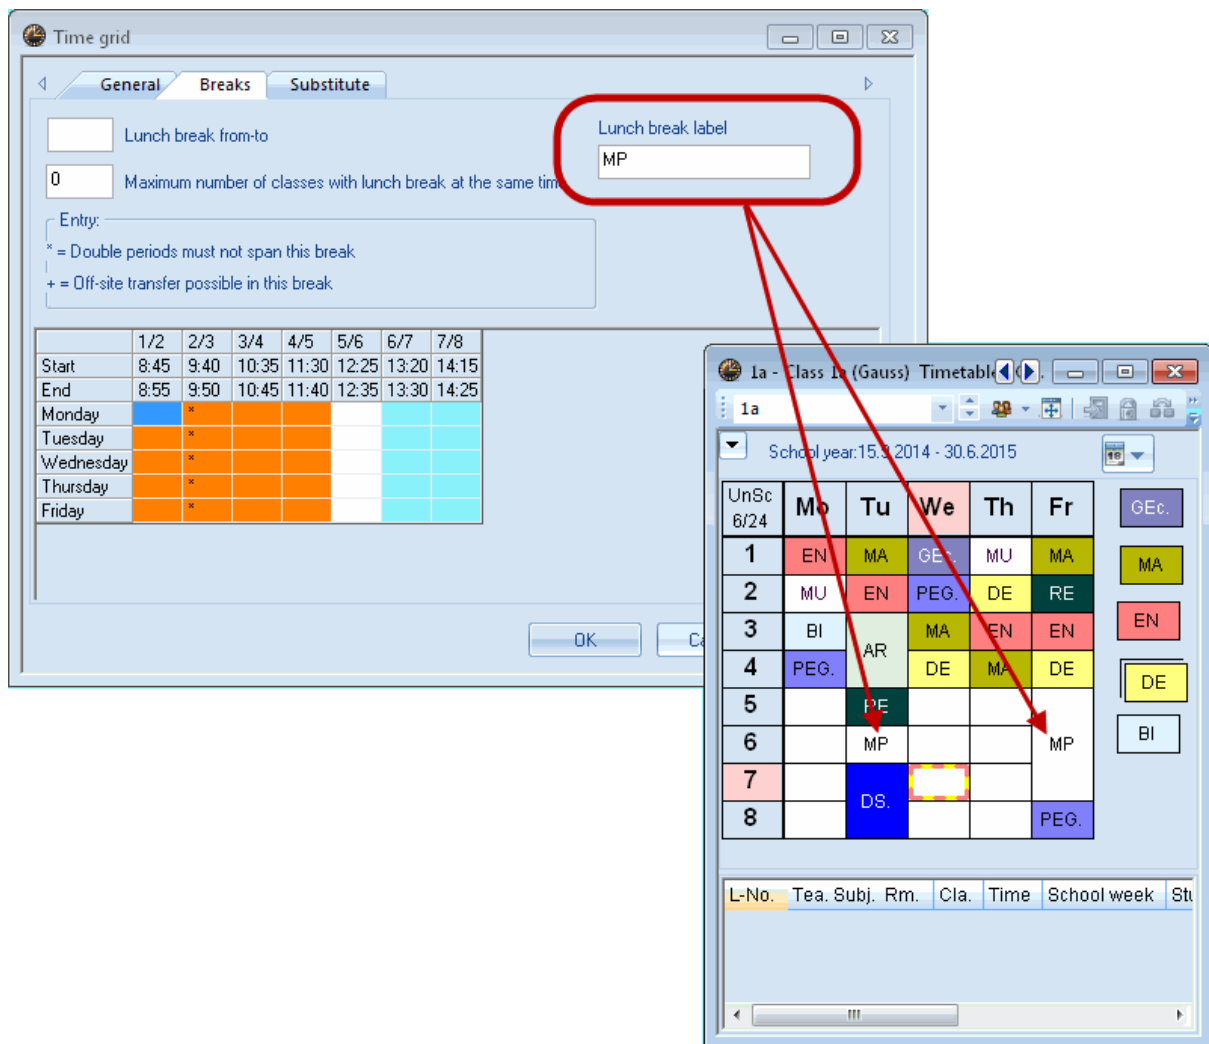 Time grid
General Breaks Substitute
Lunch break from-to
Lunch break label
MP
0 Maximum number of classes with lunch break at the same tim
Entry:
* = Double periods must not span this break
+ = Off-site transfer possible in this break
1/2 2/3 3/4 4/5 5/6 6/7 7/8
Start 8:45 9:40 10:35 11:30 12:25 13:20 14:15
End 8:55 9:50 10:45 11:40 12:35 13:30 14:25
Monday *
Tuesday *
Wednesday *
Thursday *
Friday *
OK Ca
1a - Class 1a (Gauss) Timetable
1a
School year:15.9.2014 - 30.6.2015
18
UnSc
6/24
Mo Tu We Th Fr
GEc.
1 EN MA GEc. MU MA
MA
2 MU EN PEG. DE RE
3 BI AR MA EN EN
EN
4 PEG. DE MA DE
DE
5 RE
6 MP MP
BI
7 DS.
8 PEG.
L-No. Tea. Subj. Rm. Cla. Time School week Stu